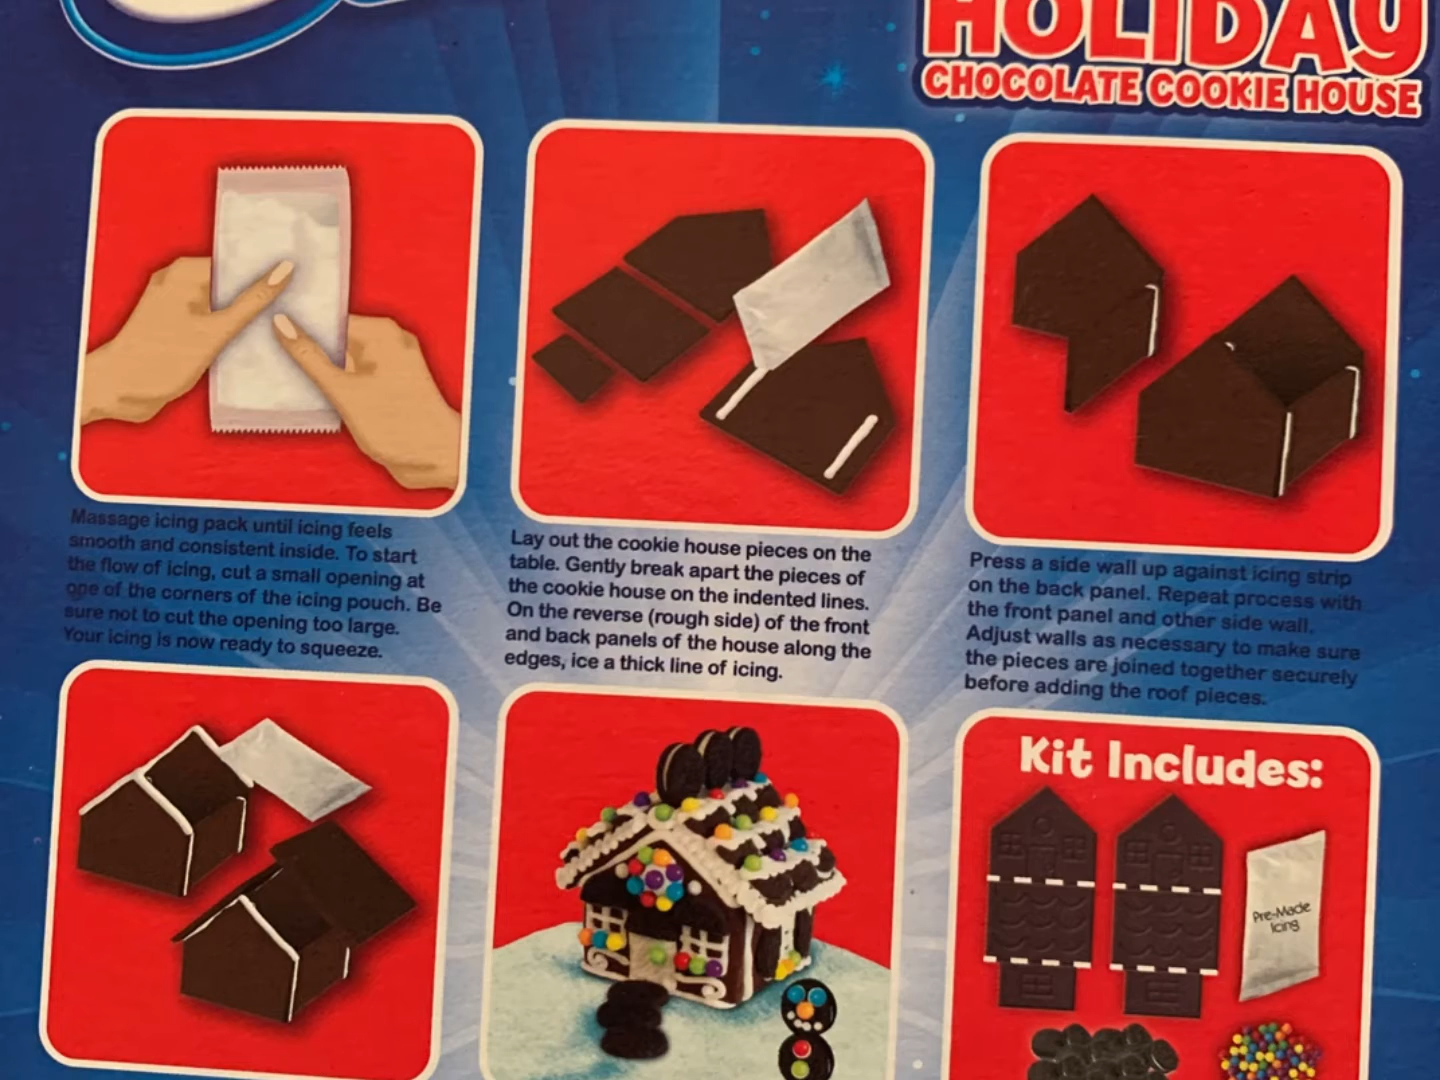 HOLIDAY
CHOCOLATE COOKIE HOUSE
Massage icing pack until icing feels
smooth and consistent inside. To start
the flow of icing, cut a small opening at
one of the corners of the icing pouch. Be
sure not to cut the opening too large.
Your icing is now ready to squeeze.
Lay out the cookie house pieces on the
table. Gently break apart the pieces of
the cookie house on the indented lines.
On the reverse (rough side) of the front
and back panels of the house along the
edges, ice a thick line of icing.
Press a side wall up against icing strip
on the back panel. Repeat process with
the front panel and other side wall.
Adjust walls as necessary to make sure
the pieces are joined together securely
before adding the roof pieces.
Kit Includes:
Pre-Made
Icing